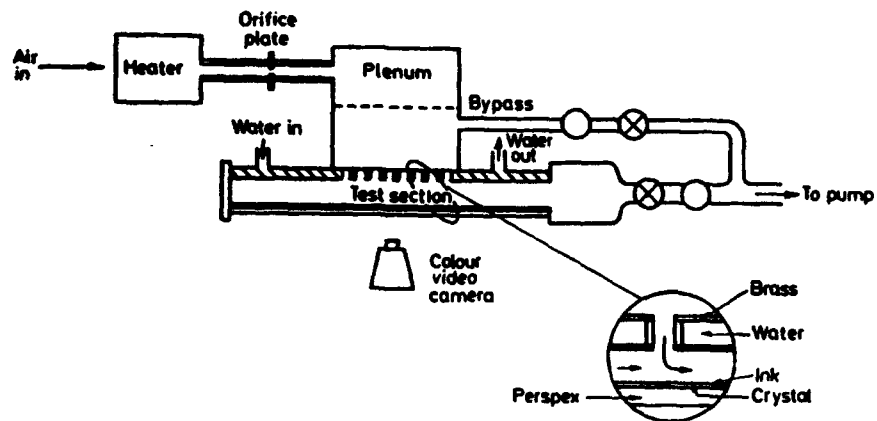 Orifice
plate
Air
in
Heater
Plenum
Bypass
Water in
Water
out
Test section
To pump
Colour
video
camera
Brass
Water
Ink
Crystal
Perspex